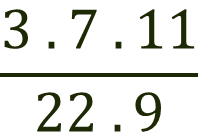 3 . 7 . 11
22 . 9